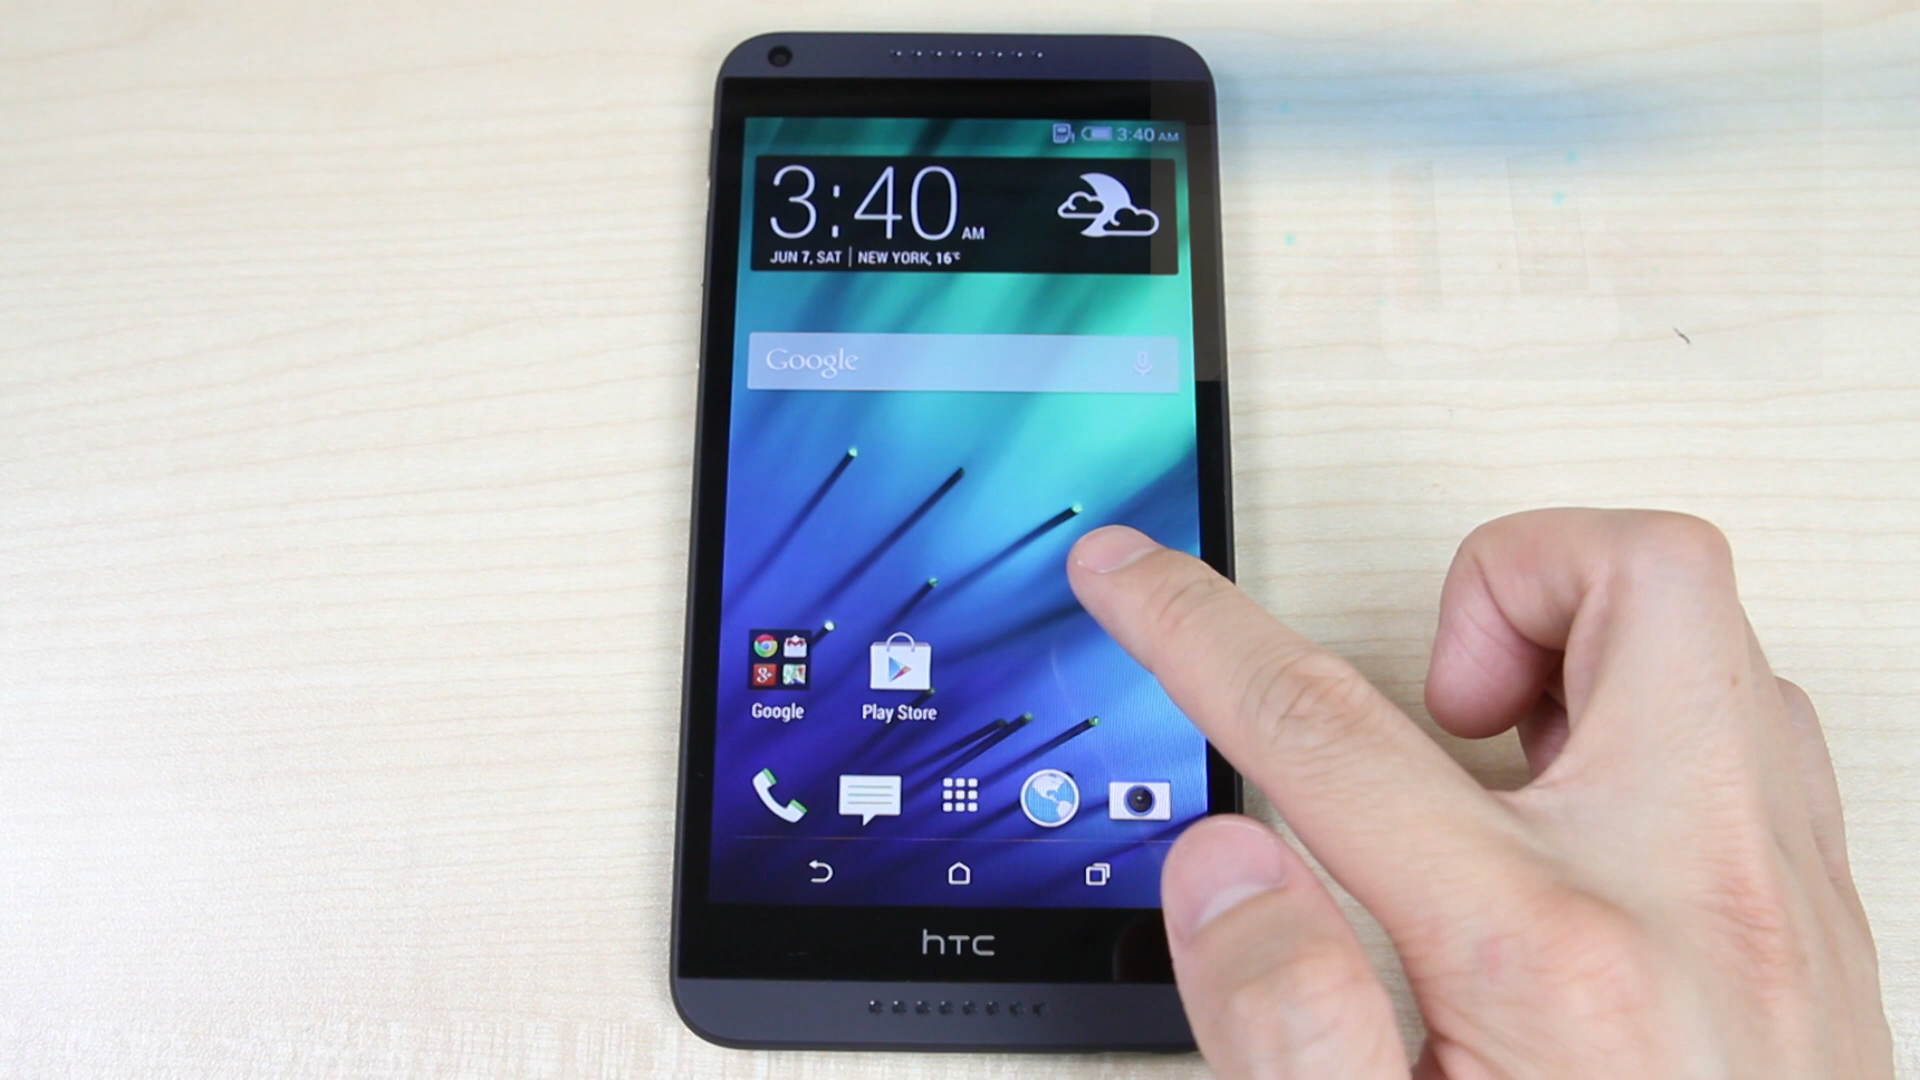 3:40 AM
3:40 AM
JUN 7, SAT | NEW YORK, 16℃
Google
Google
Play Store
hTC